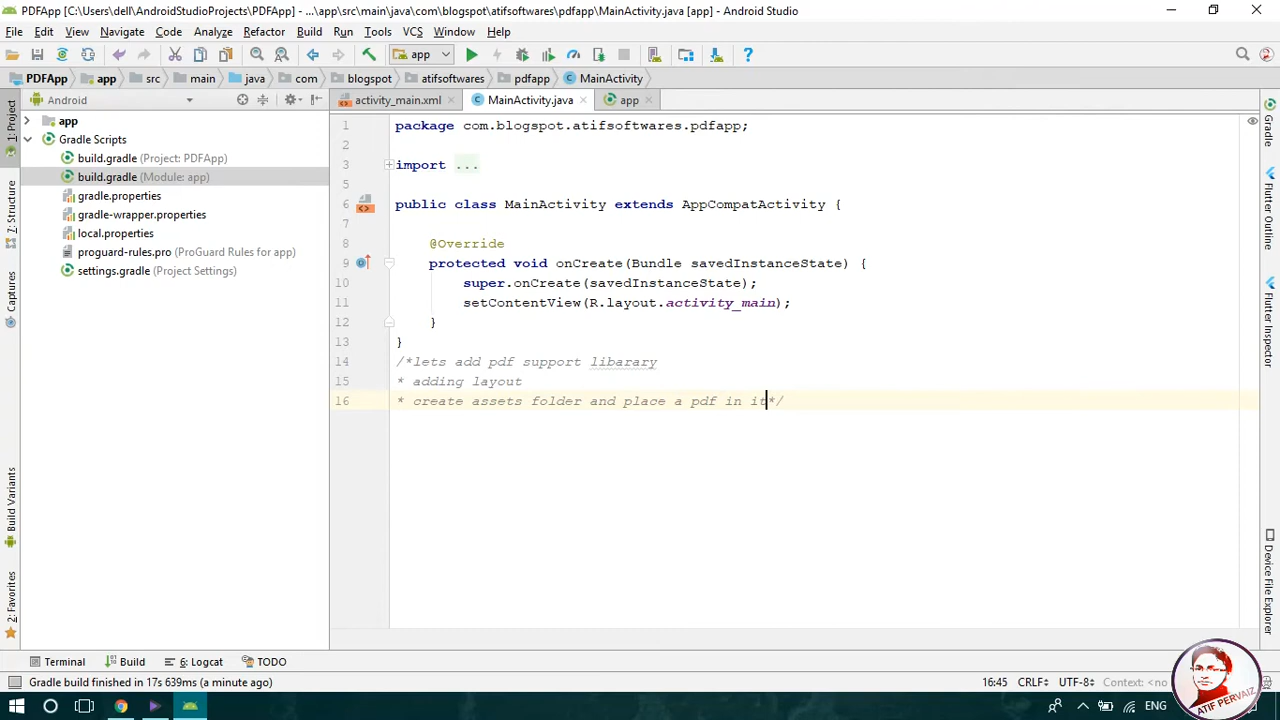 PDFApp [C:\Users\dell\AndroidStudioProjects\PDFApp] - ...\app\src\main\java\com\blogspot\atifsoftwares\pdfapp\MainActivity.java [app] - Android Studio
File Edit View Navigate Code Analyze Refactor Build Run Tools VCS Window Help
app
PDFApp app src main java com blogspot atifsoftwares pdfapp MainActivity
Android
activity_main.xml MainActivity.java app
1: Project
7: Structure
Captures
Build Variants
2: Favorites
app
Gradle Scripts
build.gradle (Project: PDFApp)
build.gradle (Module: app)
gradle.properties
gradle-wrapper.properties
local.properties
proguard-rules.pro (ProGuard Rules for app)
settings.gradle (Project Settings)
1 package com.blogspot.atifsoftwares.pdfapp;
2
3 import ...
5
6 public class MainActivity extends AppCompatActivity {
7
8 @Override
9 protected void onCreate(Bundle savedInstanceState) {
10 super.onCreate(savedInstanceState);
11 setContentView(R.layout.activity_main);
12 }
13 }
14 /*lets add pdf support libarary
15 * adding layout
16 * create assets folder and place a pdf in it*/
Gradle
Flutter Outline
Flutter Inspector
Device File Explorer
Terminal Build 6: Logcat TODO
Gradle build finished in 17s 639ms (a minute ago)
16:45 CRLF UTF-8 Context: <no
ENG
ATIF PERVAIZ